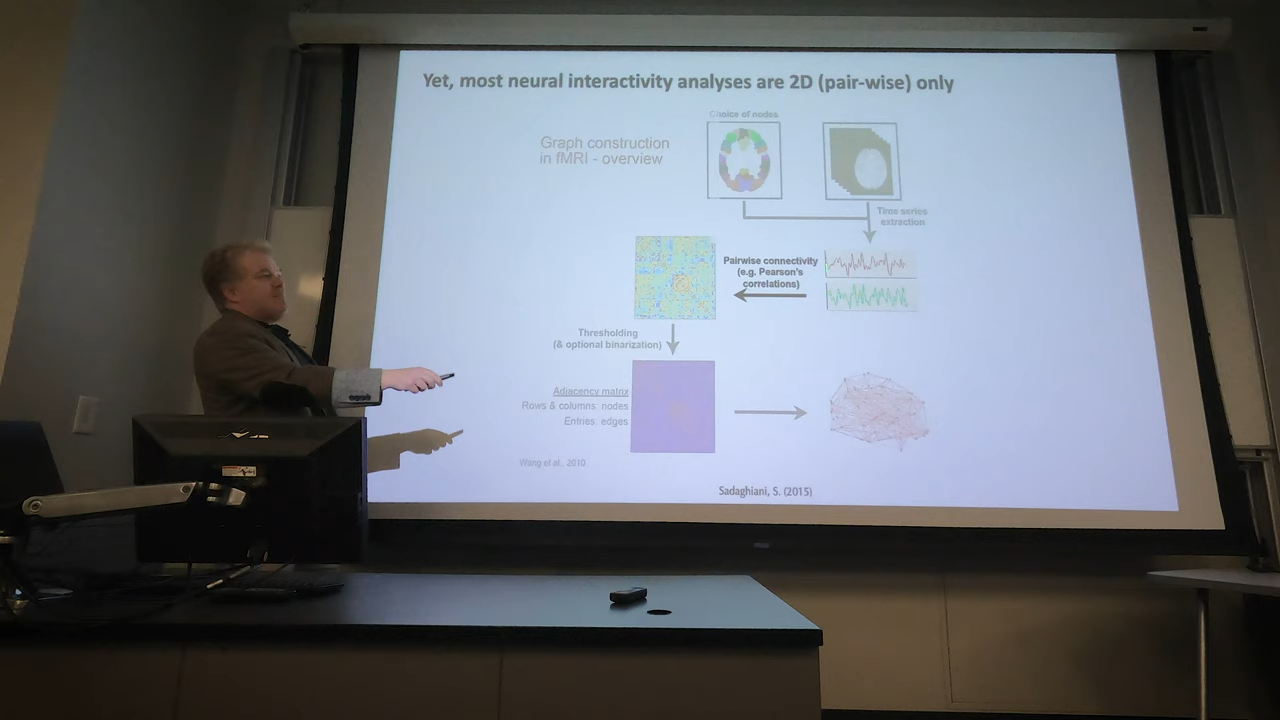 Yet, most neural interactivity analyses are 2D (pair-wise) only
Choice of nodes
Graph construction
in fMRI - overview
Time series
extraction
Pairwise connectivity
(e.g. Pearson's
correlations)
Thresholding
(& optional binarization)
Adjacency matrix
Rows & columns: nodes
Entries: edges
Wang et al., 2010
Sadaghiani, S. (2015)